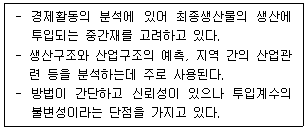 - 경제활동의 분석에 있어 최종생산물의 생산에
투입되는 중간재를 고려하고 있다.
- 생산구조와 산업구조의 예측, 지역 간의 산업관
련 등을 분석하는데 주로 사용된다.
- 방법이 간단하고 신뢰성이 있으나 투입계수의
불변성이라는 단점을 가지고 있다.